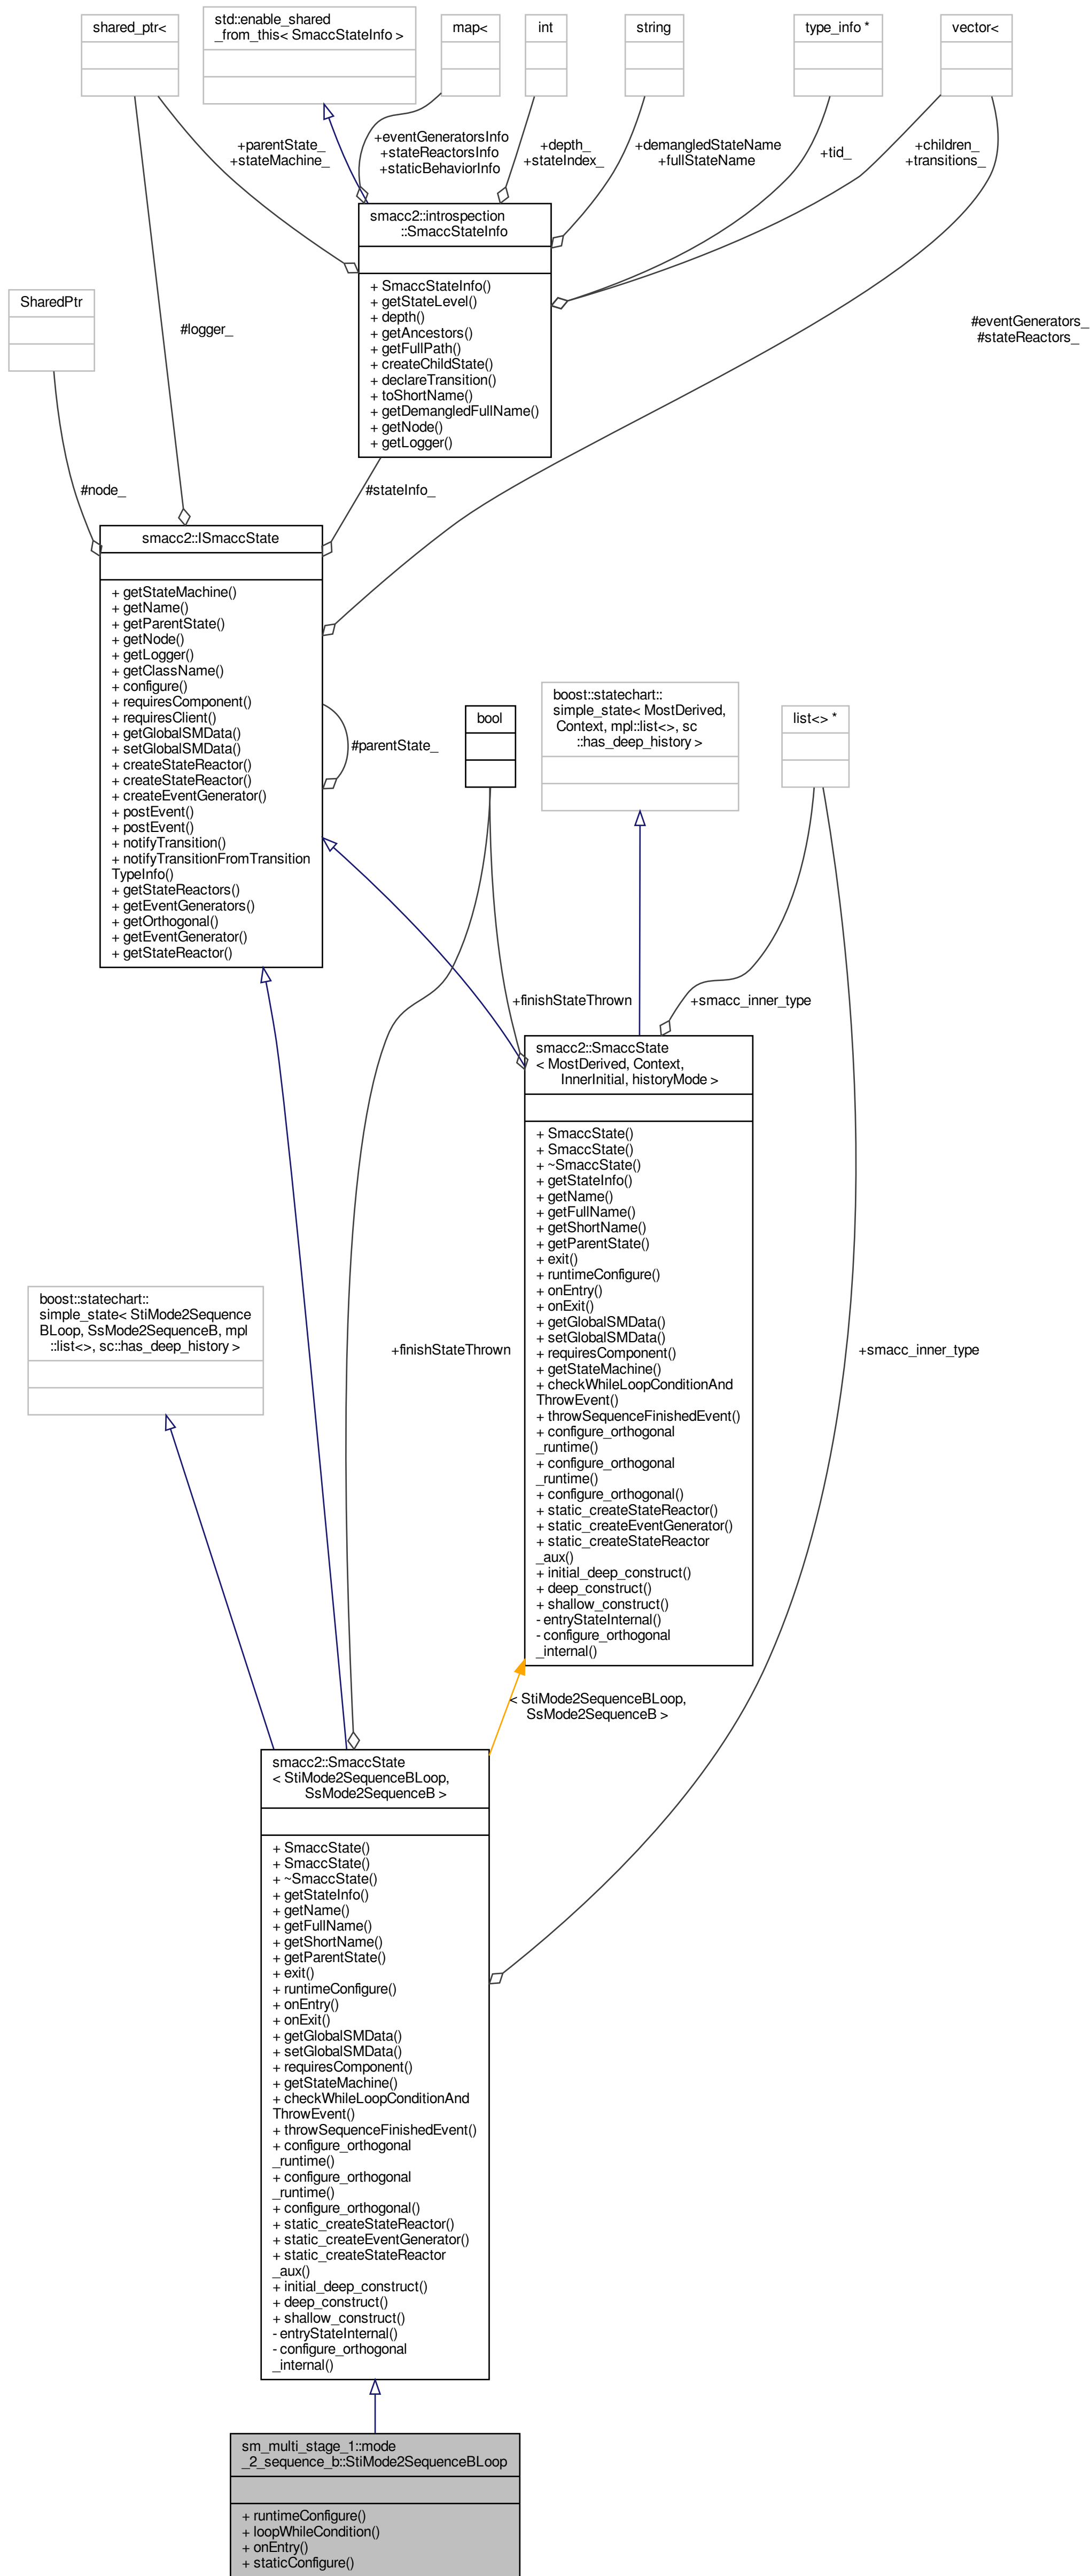 shared_ptr<
std::enable_shared
_from_this< SmaccStateInfo >
map<
int
string
type_info *
vector<
+parentState_
+stateMachine_
+eventGeneratorsInfo
+stateReactorsInfo
+staticBehaviorInfo
+depth_
+stateIndex_
+demangledStateName
+fullStateName
+tid_
+children_
+transitions_
smacc2::introspection
::SmaccStateInfo
+ SmaccStateInfo()
+ getStateLevel()
+ depth()
+ getAncestors()
+ getFullPath()
+ createChildState()
+ declareTransition()
+ toShortName()
+ getDemangledFullName()
+ getNode()
+ getLogger()
SharedPtr
#logger_
#eventGenerators_
#stateReactors_
#node_
#stateInfo_
smacc2::ISmaccState
+ getStateMachine()
+ getName()
+ getParentState()
+ getNode()
+ getLogger()
+ getClassName()
+ configure()
+ requiresComponent()
+ requiresClient()
+ getGlobalSMData()
+ setGlobalSMData()
+ createStateReactor()
+ createStateReactor()
+ createEventGenerator()
+ postEvent()
+ postEvent()
+ notifyTransition()
+ notifyTransitionFromTransition
TypeInfo()
+ getStateReactors()
+ getEventGenerators()
+ getOrthogonal()
+ getEventGenerator()
+ getStateReactor()
#parentState_
bool
boost::statechart::
simple_state< MostDerived,
Context, mpl::list<>, sc
::has_deep_history >
list<> *
+finishStateThrown
+smacc_inner_type
smacc2::SmaccState
< MostDerived, Context,
InnerInitial, historyMode >
+ SmaccState()
+ SmaccState()
+ ~SmaccState()
+ getStateInfo()
+ getName()
+ getFullName()
+ getShortName()
+ getParentState()
+ exit()
+ runtimeConfigure()
+ onEntry()
+ onExit()
+ getGlobalSMData()
+ setGlobalSMData()
+ requiresComponent()
+ getStateMachine()
+ checkWhileLoopConditionAnd
ThrowEvent()
+ throwSequenceFinishedEvent()
+ configure_orthogonal
_runtime()
+ configure_orthogonal
_runtime()
+ configure_orthogonal()
+ static_createStateReactor()
+ static_createEventGenerator()
+ static_createStateReactor
_aux()
+ initial_deep_construct()
+ deep_construct()
+ shallow_construct()
- entryStateInternal()
- configure_orthogonal
_internal()
boost::statechart::
simple_state< StiMode2Sequence
BLoop, SsMode2SequenceB, mpl
::list<>, sc::has_deep_history >
+finishStateThrown
+smacc_inner_type
< StiMode2SequenceBLoop,
SsMode2SequenceB >
smacc2::SmaccState
< StiMode2SequenceBLoop,
SsMode2SequenceB >
+ SmaccState()
+ SmaccState()
+ ~SmaccState()
+ getStateInfo()
+ getName()
+ getFullName()
+ getShortName()
+ getParentState()
+ exit()
+ runtimeConfigure()
+ onEntry()
+ onExit()
+ getGlobalSMData()
+ setGlobalSMData()
+ requiresComponent()
+ getStateMachine()
+ checkWhileLoopConditionAnd
ThrowEvent()
+ throwSequenceFinishedEvent()
+ configure_orthogonal
_runtime()
+ configure_orthogonal
_runtime()
+ configure_orthogonal()
+ static_createStateReactor()
+ static_createEventGenerator()
+ static_createStateReactor
_aux()
+ initial_deep_construct()
+ deep_construct()
+ shallow_construct()
- entryStateInternal()
- configure_orthogonal
_internal()
sm_multi_stage_1::mode
_2_sequence_b::StiMode2SequenceBLoop
+ runtimeConfigure()
+ loopWhileCondition()
+ onEntry()
+ staticConfigure()